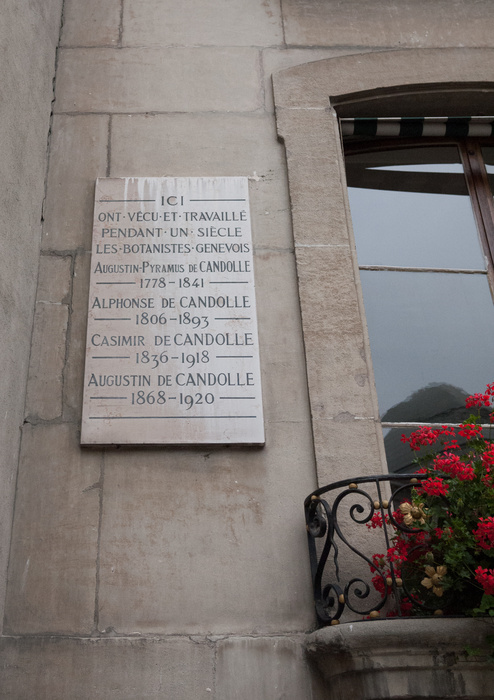 ICI
ONT·VÉCU·ET·TRAVAILLÉ
PENDANT·UN·SIÈCLE
LES·BOTANISTES·GENEVOIS
AUGUSTIN-PYRAMUS DE CANDOLLE
1778-1841
ALPHONSE DE CANDOLLE
1806-1893
CASIMIR DE CANDOLLE
1836-1918
AUGUSTIN DE CANDOLLE
1868-1920